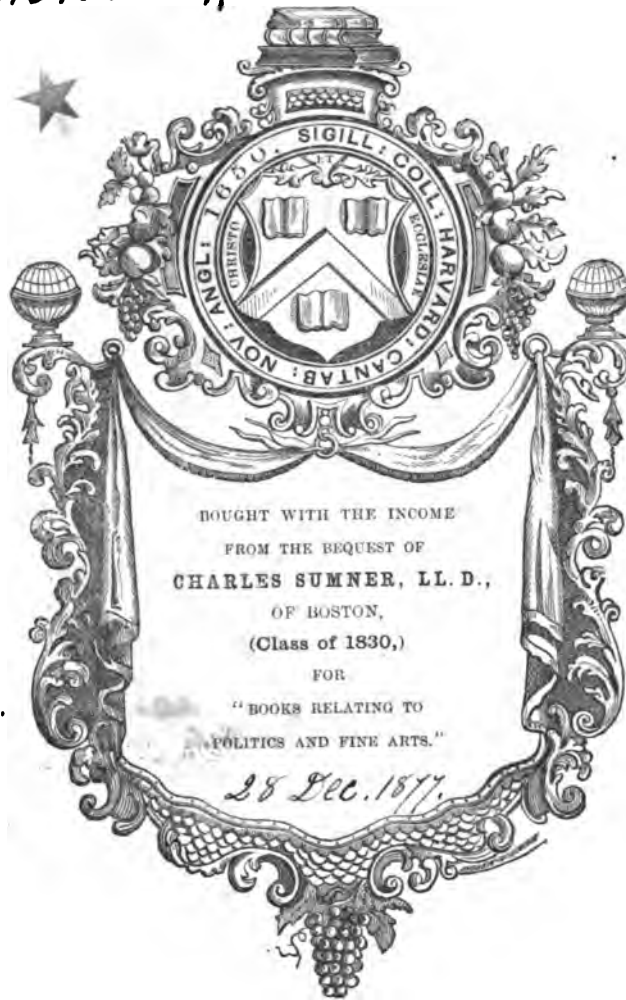 SIGILL: COLL: HARVARD: CANTAB: NOV: ANGL: 1650.
ET
CHRISTO
ECCLESIAE
BOUGHT WITH THE INCOME
FROM THE BEQUEST OF
CHARLES SUMNER, LL. D.,
OF BOSTON,
(Class of 1830,)
FOR
"BOOKS RELATING TO
POLITICS AND FINE ARTS."
28 Dec. 1877.